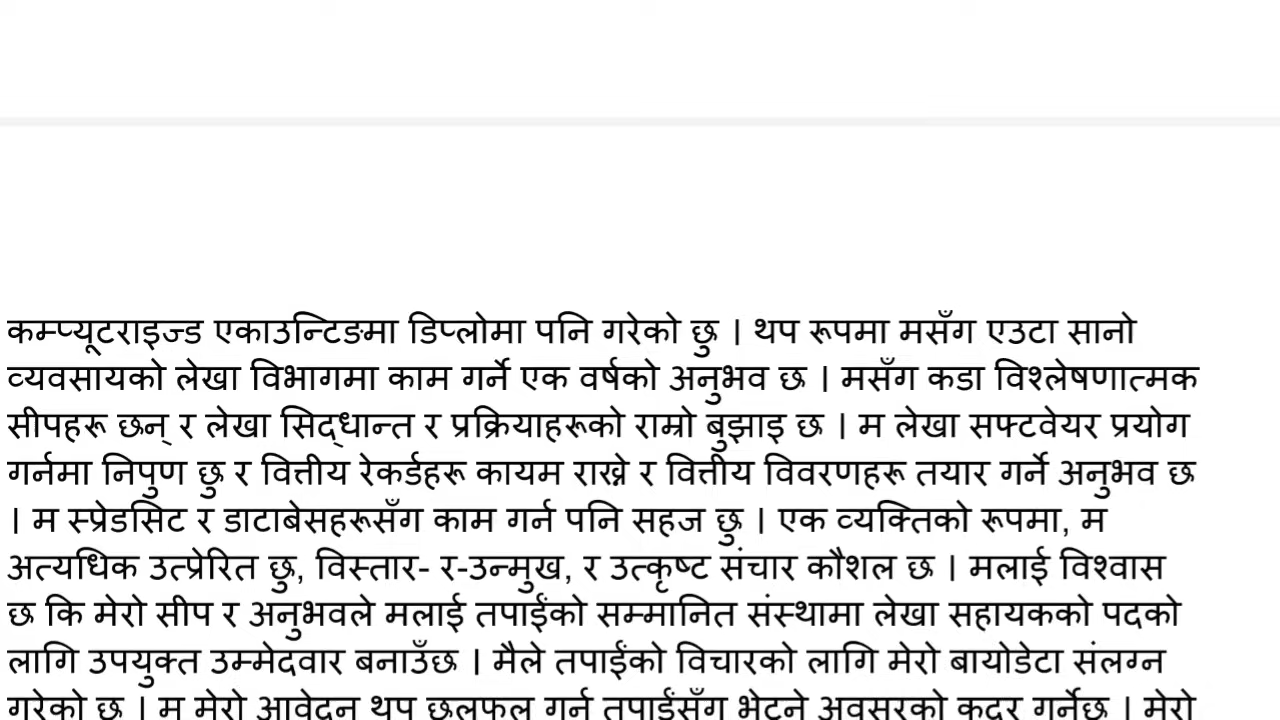 कम्प्यूटराइज्ड एकाउन्टिङमा डिप्लोमा पनि गरेको छु । थप रूपमा मसँग एउटा सानो
व्यवसायको लेखा विभागमा काम गर्ने एक वर्षको अनुभव छ । मसँग कडा विश्लेषणात्मक
सीपहरू छन् र लेखा सिद्धान्त र प्रक्रियाहरूको राम्रो बुझाइ छ । म लेखा सफ्टवेयर प्रयोग
गर्नमा निपुण छु र वित्तीय रेकर्डहरू कायम राख्ने र वित्तीय विवरणहरू तयार गर्ने अनुभव छ
। म स्प्रेडसिट र डाटाबेसहरूसँग काम गर्न पनि सहज छु । एक व्यक्तिको रूपमा, म
अत्यधिक उत्प्रेरित छु, विस्तार- र-उन्मुख, र उत्कृष्ट संचार कौशल छ । मलाई विश्वास
छ कि मेरो सीप र अनुभवले मलाई तपाईंको सम्मानित संस्थामा लेखा सहायकको पदको
लागि उपयुक्त उम्मेदवार बनाउँछ । मैले तपाईंको विचारको लागि मेरो बायोडेटा संलग्न
गरेको छु । म मेरो आवेदन थप छलफल गर्न तपाईंसँग भेट्ने अवसरको कदर गर्नेछु । मेरो